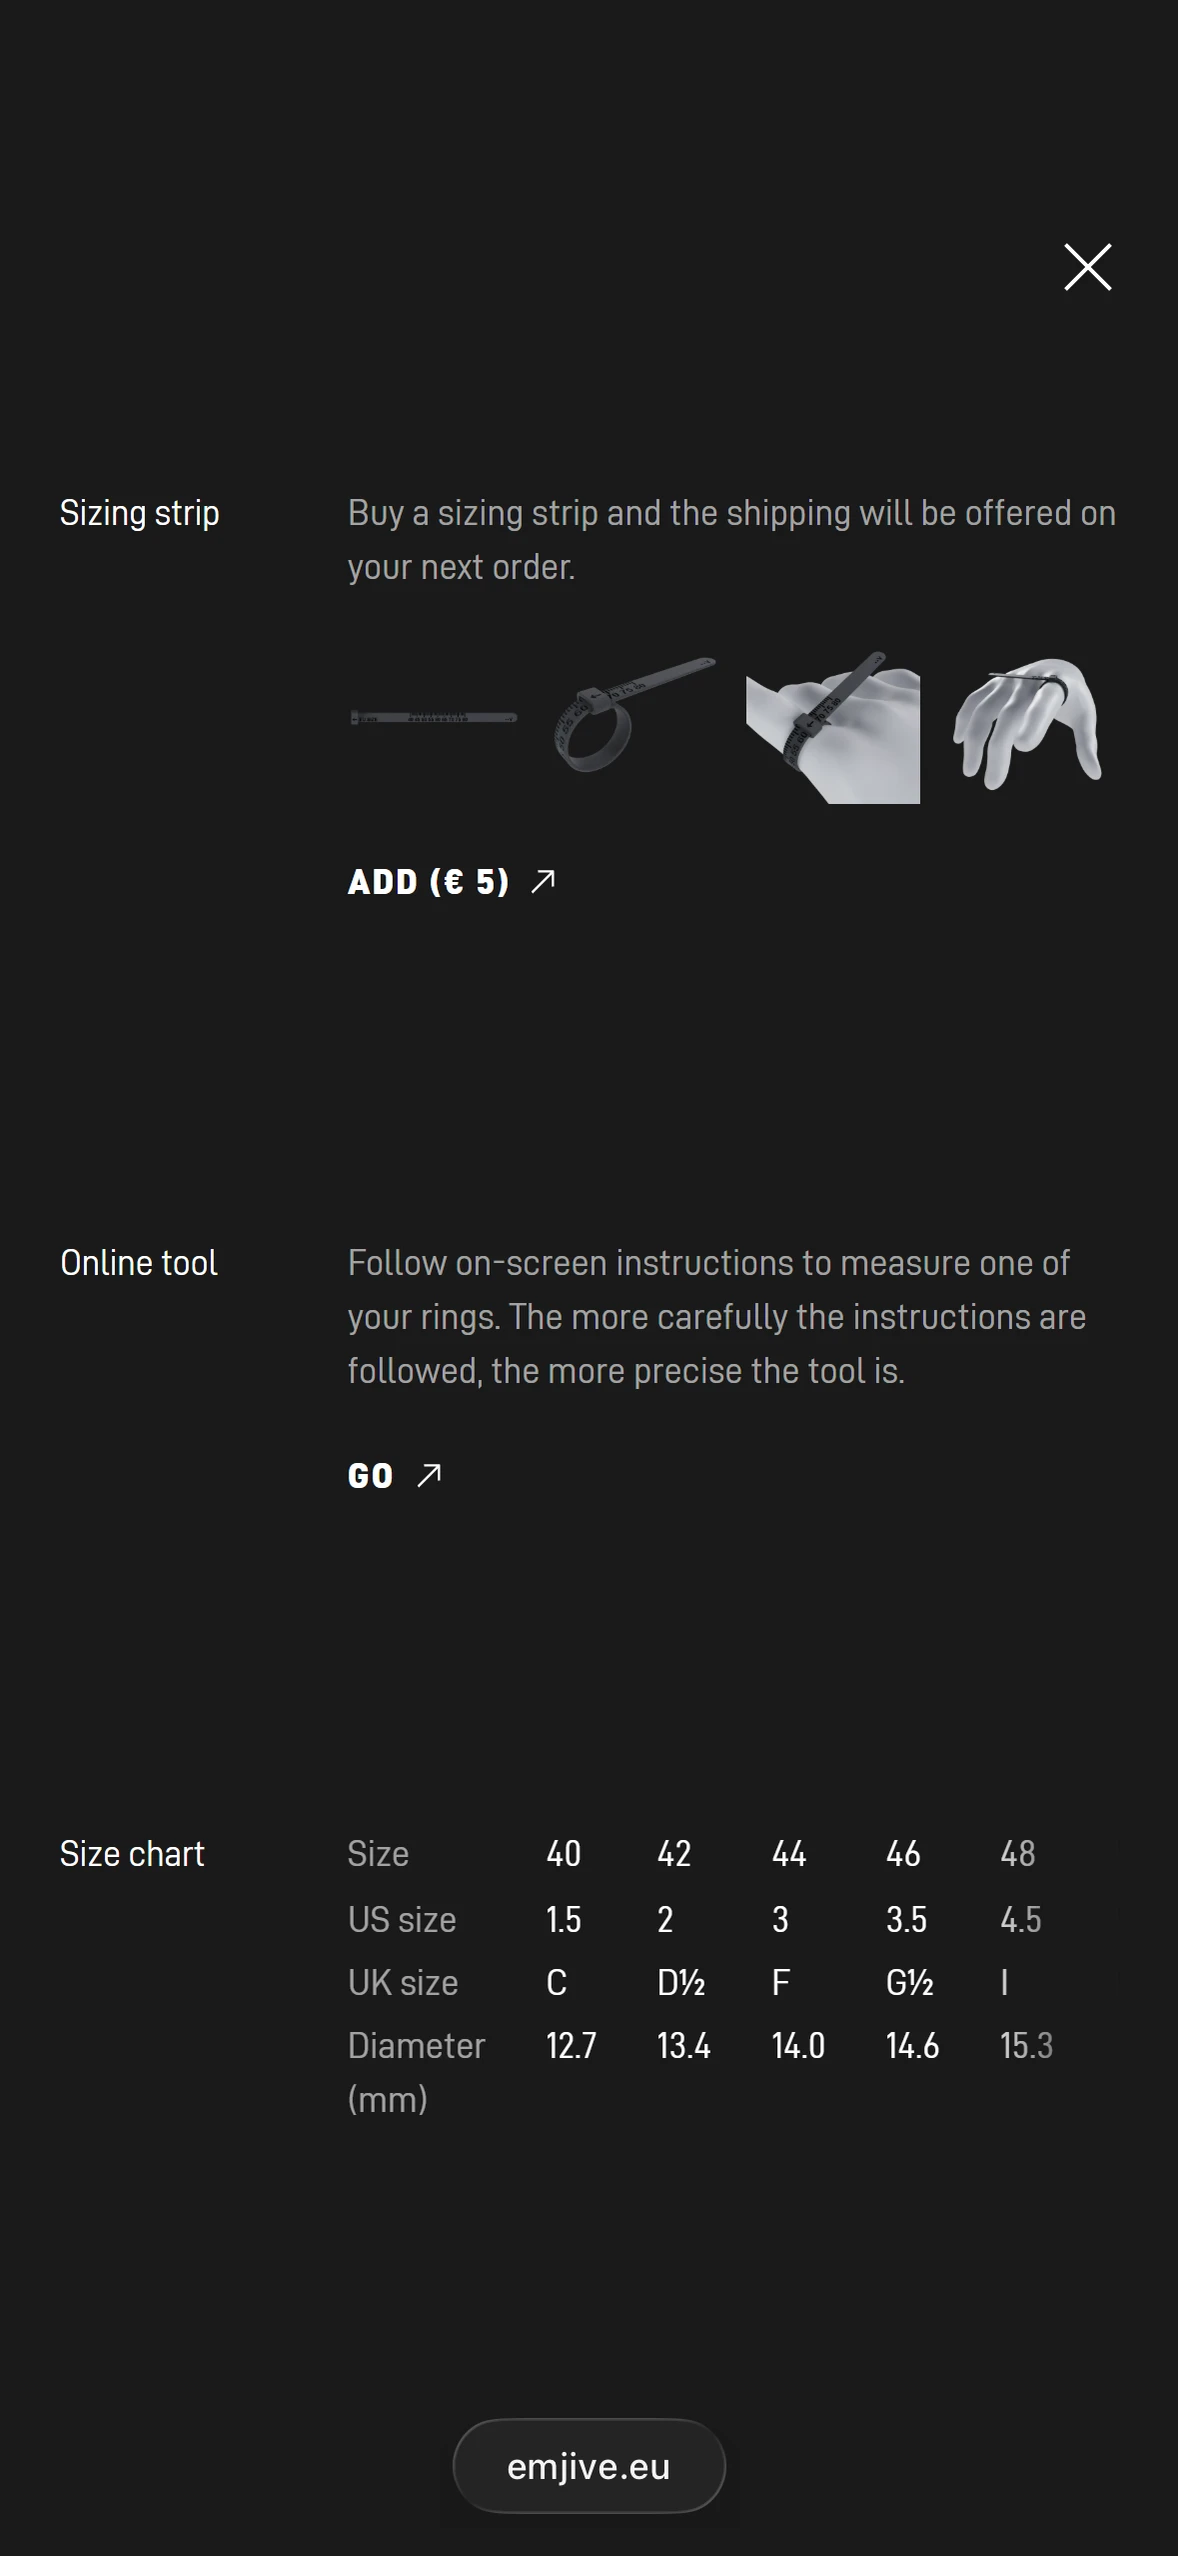 Sizing strip
Buy a sizing strip and the shipping will be offered on
your next order.
ADD (€ 5)
Online tool
Follow on-screen instructions to measure one of
your rings. The more carefully the instructions are
followed, the more precise the tool is.
GO
Size chart
Size 40 42 44 46 48
US size 1.5 2 3 3.5 4.5
UK size C D½ F G½ I
Diameter 12.7 13.4 14.0 14.6 15.3
(mm)
emjive.eu